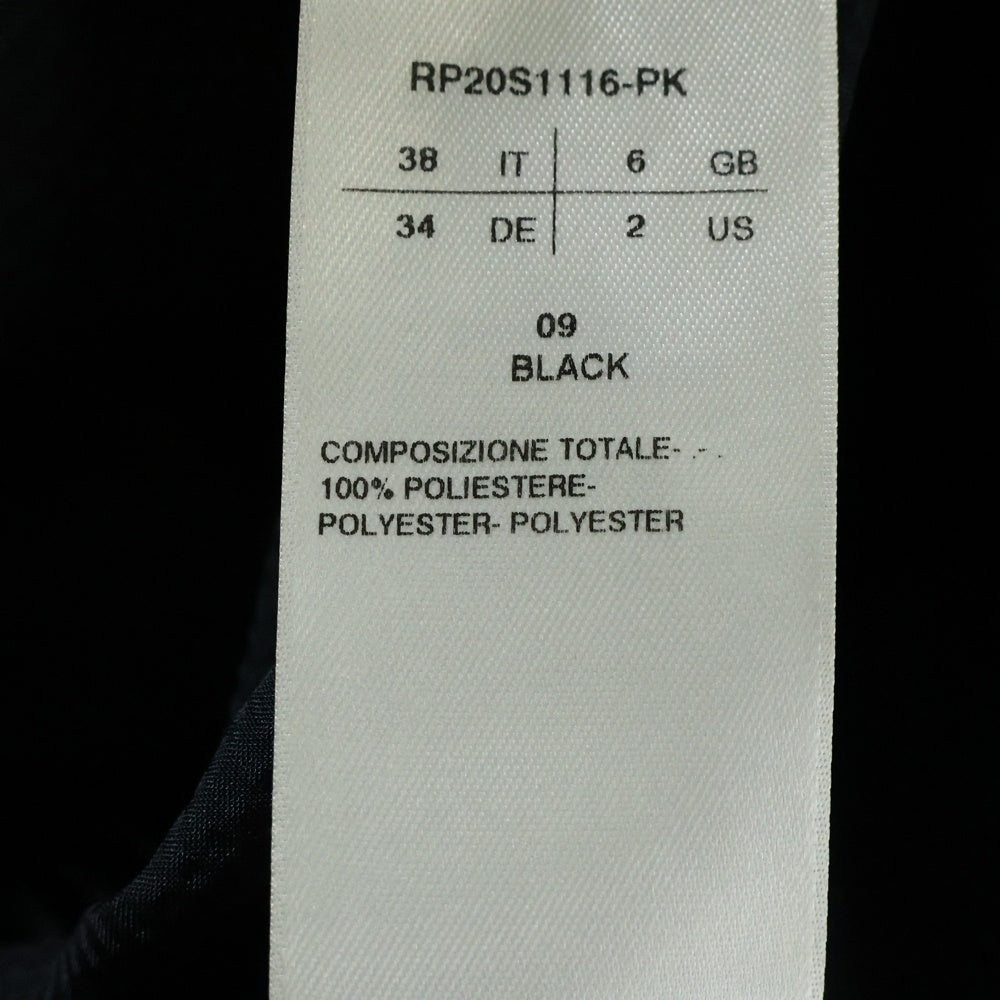 RP20S1116-PK
38 IT 6 GB
34 DE 2 US
09
BLACK
COMPOSIZIONE TOTALE- .- .
100% POLIESTERE-
POLYESTER- POLYESTER